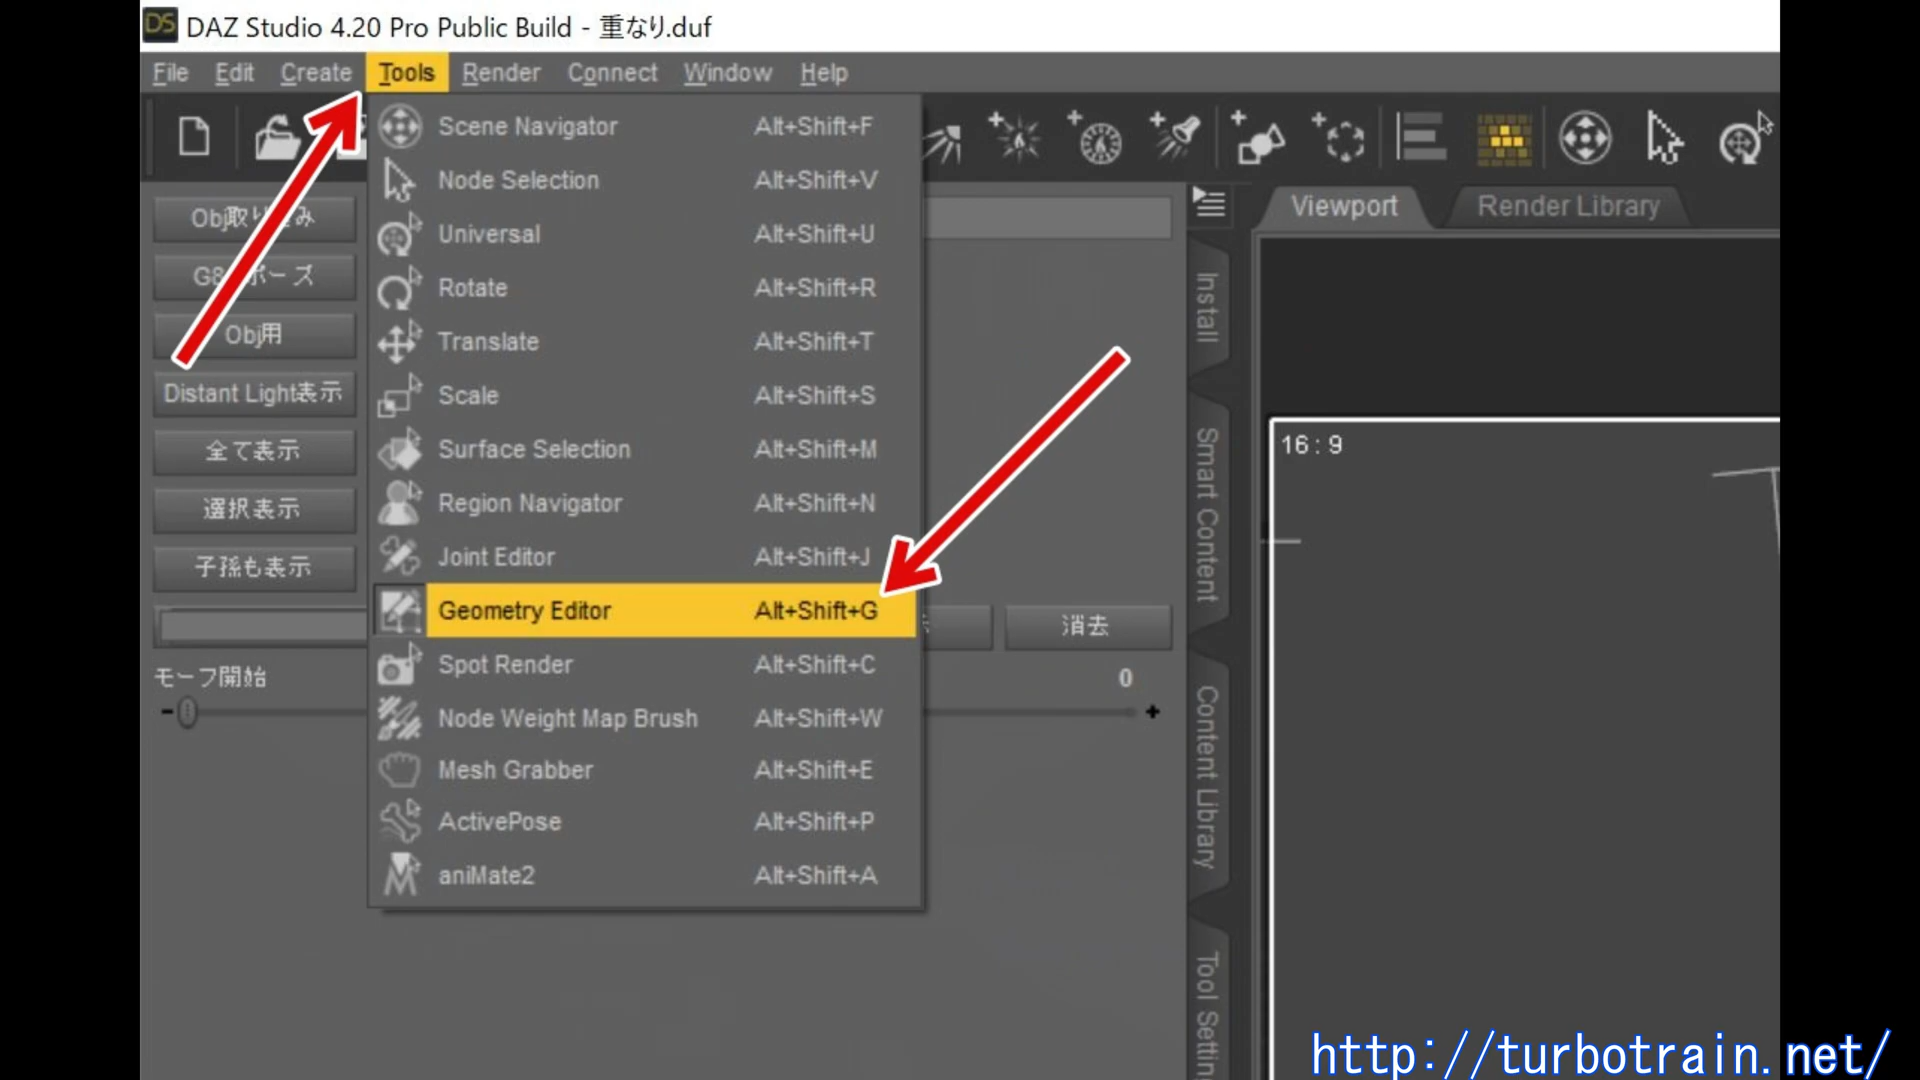 DAZ Studio 4.20 Pro Public Build - 重なり.duf
File Edit Create Tools Render Connect Window Help
Scene Navigator Alt+Shift+F
Node Selection Alt+Shift+V
Universal Alt+Shift+U
Rotate Alt+Shift+R
Translate Alt+Shift+T
Scale Alt+Shift+S
Surface Selection Alt+Shift+M
Region Navigator Alt+Shift+N
Joint Editor Alt+Shift+J
Geometry Editor Alt+Shift+G
Spot Render Alt+Shift+C
Node Weight Map Brush Alt+Shift+W
Mesh Grabber Alt+Shift+E
ActivePose Alt+Shift+P
aniMate2 Alt+Shift+A
Obj用
Distant Light表示
全て表示
選択表示
子孫も表示
消去
モーフ開始 0
Install
Smart Content
Content Library
Tool Settin
Viewport Render Library
16 : 9
http://turbotrain.net/